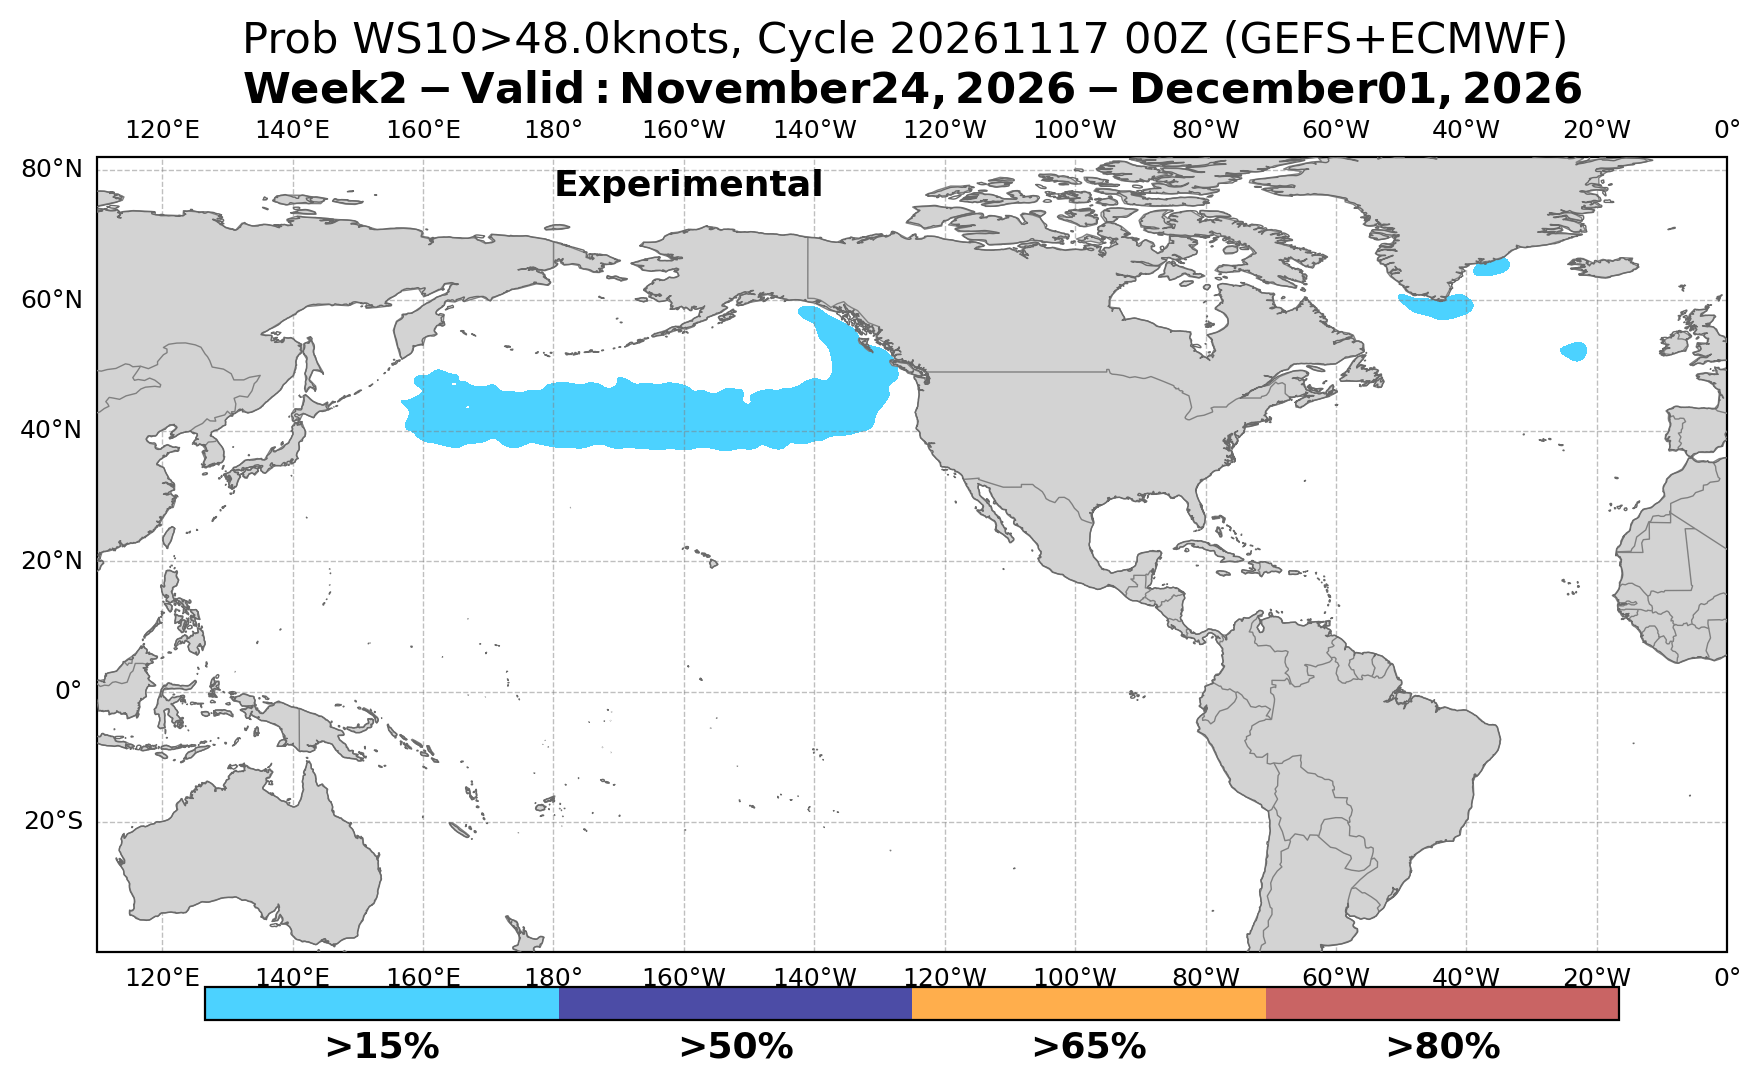 Prob WS10>48.0knots, Cycle 20261117 00Z (GEFS+ECMWF)
Week2 − Valid : November24, 2026 − December01, 2026
120°E 140°E 160°E 180° 160°W 140°W 120°W 100°W 80°W 60°W 40°W 20°W 0°
80°N
Experimental
60°N
40°N
20°N
0°
20°S
120°E 140°E 160°E 180° 160°W 140°W 120°W 100°W 80°W 60°W 40°W 20°W 0°
>15% >50% >65% >80%